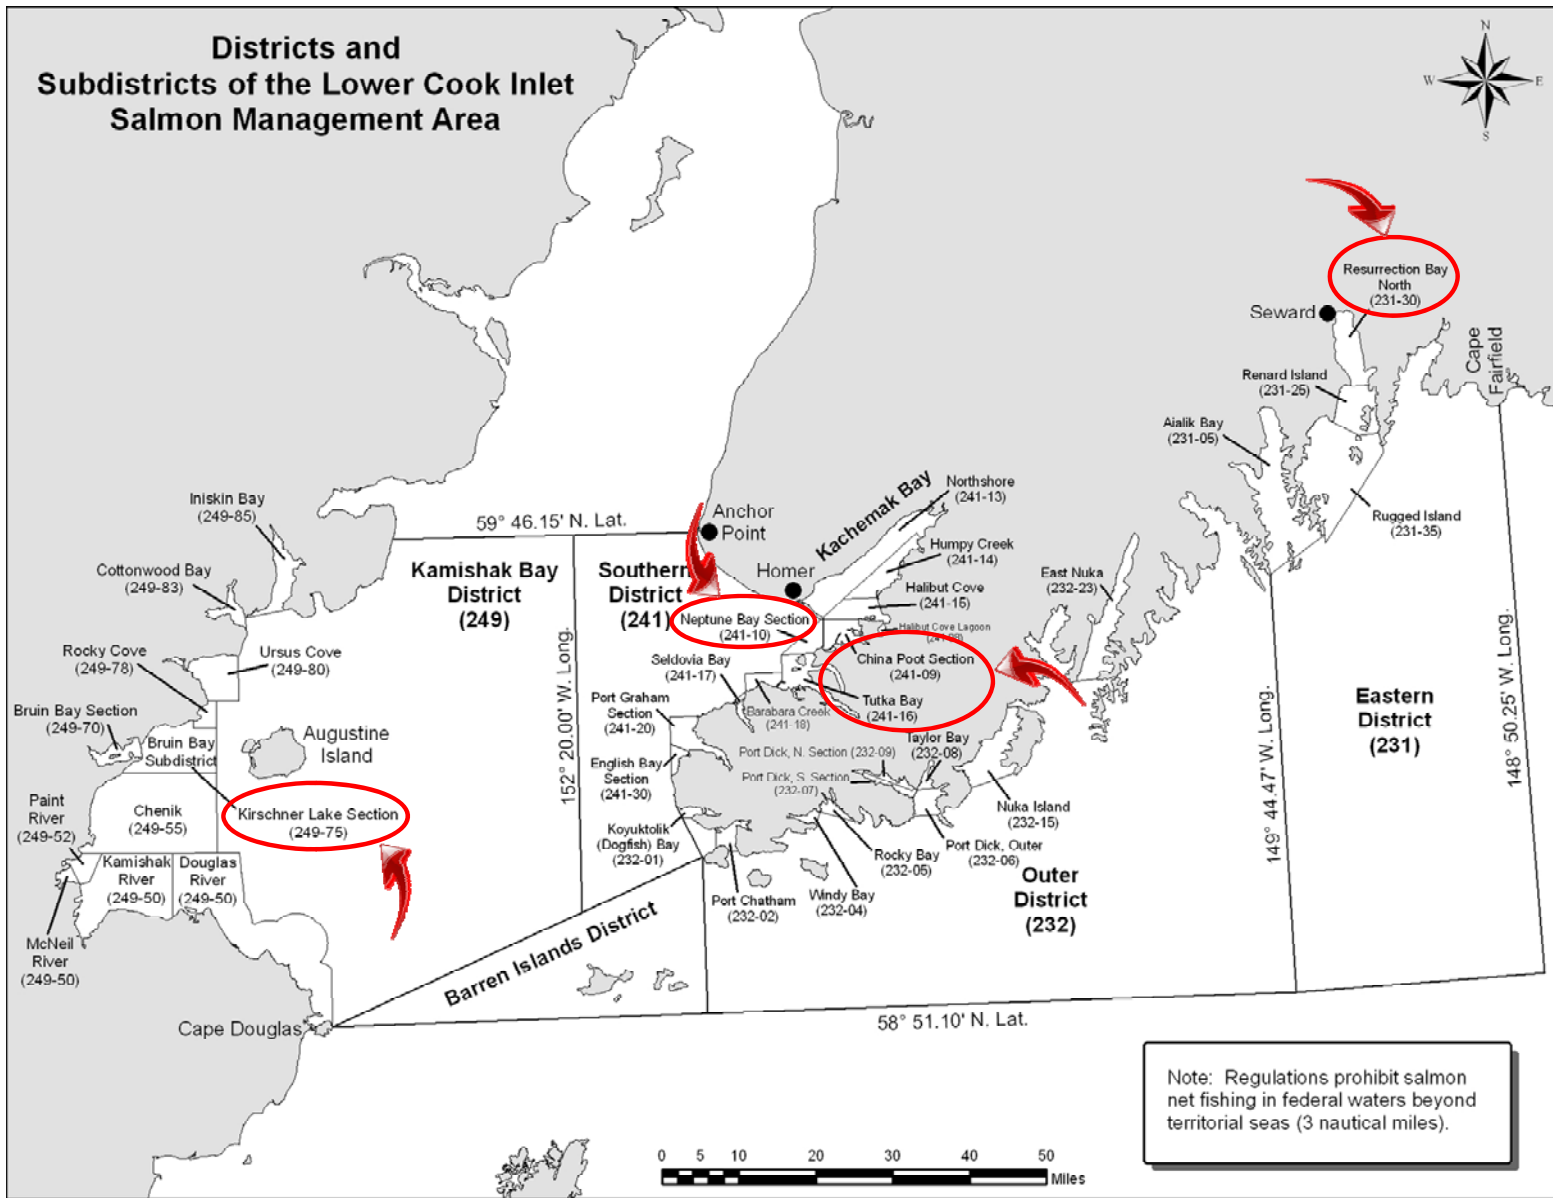 Districts and
Subdistricts of the Lower Cook Inlet
Salmon Management Area
N
W
E
S
Resurrection Bay
North
(231-30)
Seward
Cape
Fairfield
Renard Island
(231-25)
Aialik Bay
(231-05)
Rugged Island
(231-35)
Northshore
(241-13)
Kachemak Bay
Humpy Creek
(241-14)
Halibut Cove
(241-15)
Halibut Cove Lagoon
East Nuka
(232-23)
Anchor
Point
Homer
59° 46.15' N. Lat.
Iniskin Bay
(249-85)
Cottonwood Bay
(249-83)
Kamishak Bay
District
(249)
Southern
District
(241)
Neptune Bay Section
(241-10)
China Poot Section
(241-09)
Tutka Bay
(241-16)
Rocky Cove
(249-78)
Ursus Cove
(249-80)
Seldovia Bay
(241-17)
Barabara Creek
(241-18)
Port Graham
Section
(241-20)
Bruin Bay Section
(249-70)
Bruin Bay
Subdistrict
Augustine
Island
English Bay
Section
(241-30)
Port Dick, N. Section (232-09)
Port Dick, S. Section
(232-07)
Taylor Bay
(232-08)
Eastern
District
(231)
152° 20.00' W. Long.
149° 44.47' W. Long.
148° 50.25' W. Long.
Paint
River
(249-52)
Chenik
(249-55)
Kirschner Lake Section
(249-75)
Nuka Island
(232-15)
Koyuktolik
(Dogfish) Bay
(232-01)
Rocky Bay
(232-05)
Port Dick, Outer
(232-06)
Kamishak
River
(249-50)
Douglas
River
(249-50)
Port Chatham
(232-02)
Windy Bay
(232-04)
Outer
District
(232)
McNeil
River
(249-50)
Barren Islands District
Cape Douglas
58° 51.10' N. Lat.
Note: Regulations prohibit salmon
net fishing in federal waters beyond
territorial seas (3 nautical miles).
0 5 10 20 30 40 50
Miles